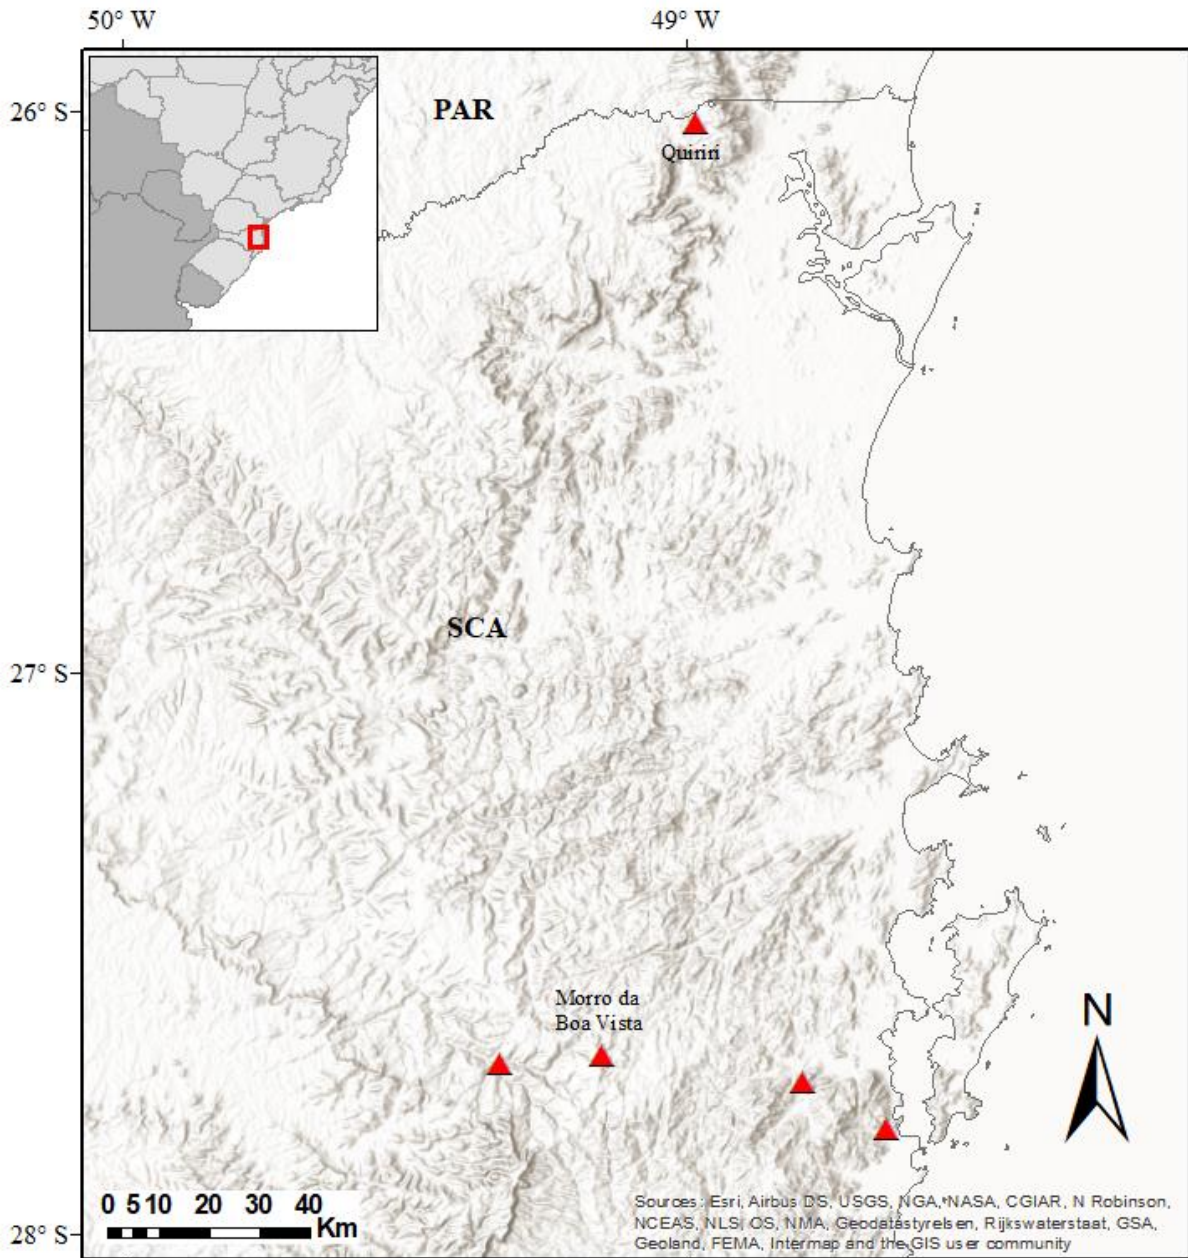 50° W
49° W
26° S
27° S
28° S
PAR
Quiriri
SCA
Morro da
Boa Vista
N
0 5 10 20 30 40
Km
Sources: Esri, Airbus DS, USGS, NGA, NASA, CGIAR, N Robinson,
NCEAS, NLS, OS, NMA, Geodatastyrelsen, Rijkswaterstaat, GSA,
Geoland, FEMA, Intermap and the GIS user community